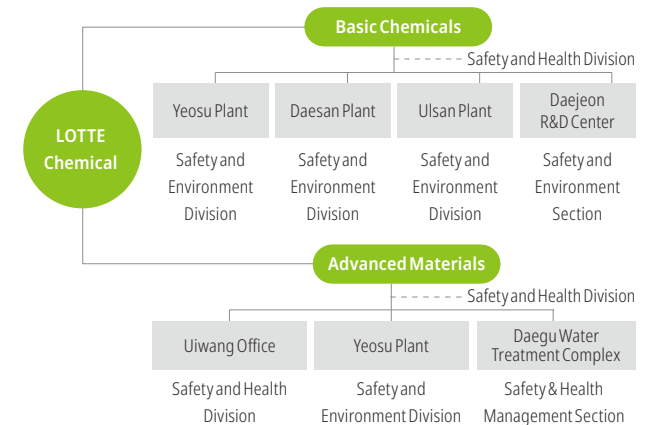 Basic Chemicals
Safety and Health Division
LOTTE
Chemical
Yeosu Plant
Daesan Plant
Ulsan Plant
Daejeon
R&D Center
Safety and
Environment
Division
Safety and
Environment
Division
Safety and
Environment
Division
Safety and
Environment
Section
Advanced Materials
Safety and Health Division
Uiwang Office
Yeosu Plant
Daegu Water
Treatment Complex
Safety and Health
Division
Safety and
Environment Division
Safety & Health
Management Section